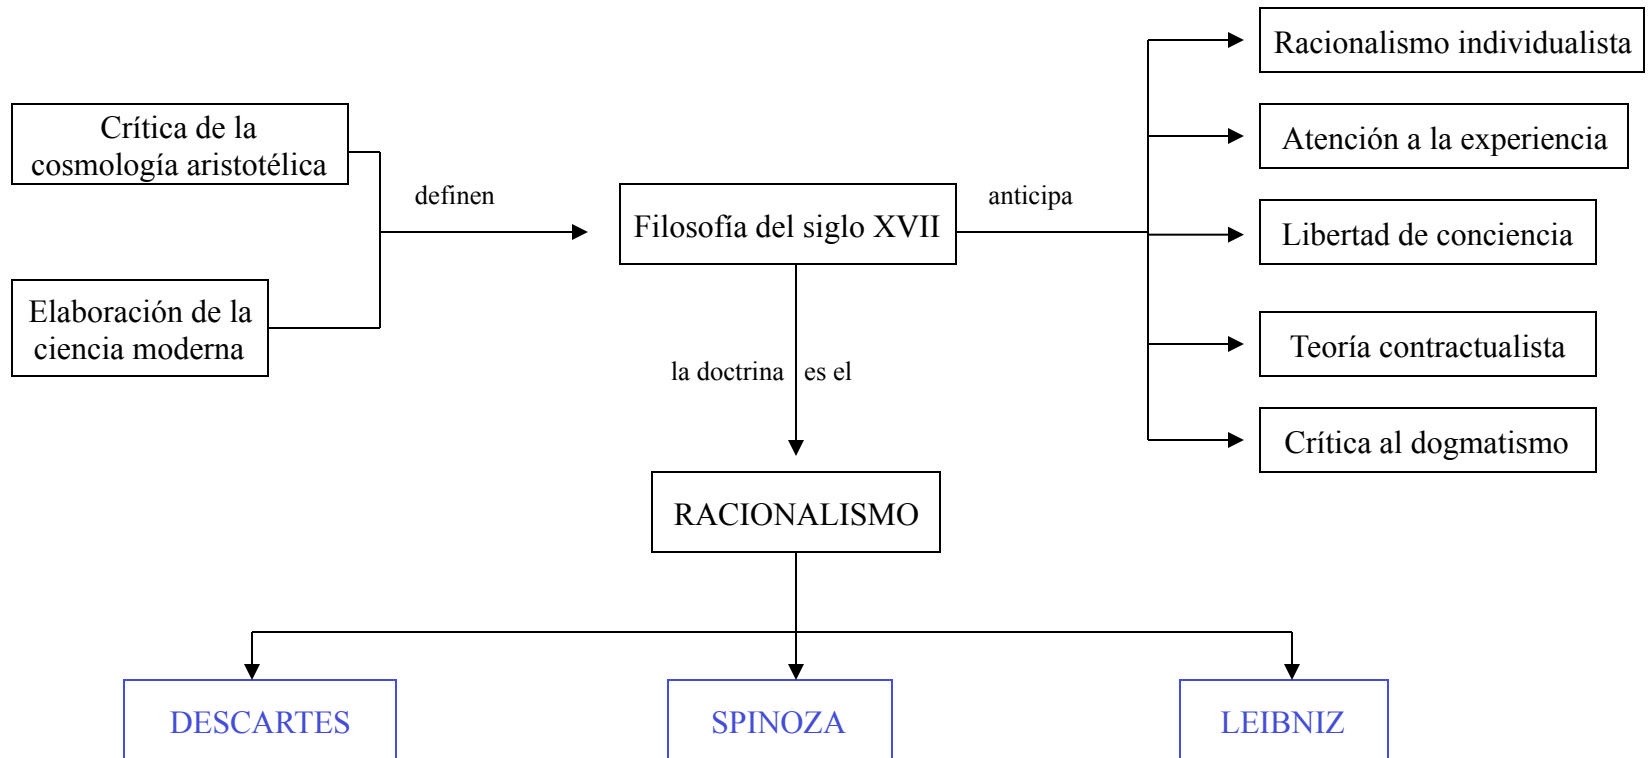 Racionalismo individualista
Crítica de la
cosmología aristotélica
Atención a la experiencia
definen
anticipa
Filosofía del siglo XVII
Libertad de conciencia
Elaboración de la
ciencia moderna
Teoría contractualista
la doctrina es el
Crítica al dogmatismo
RACIONALISMO
DESCARTES
SPINOZA
LEIBNIZ